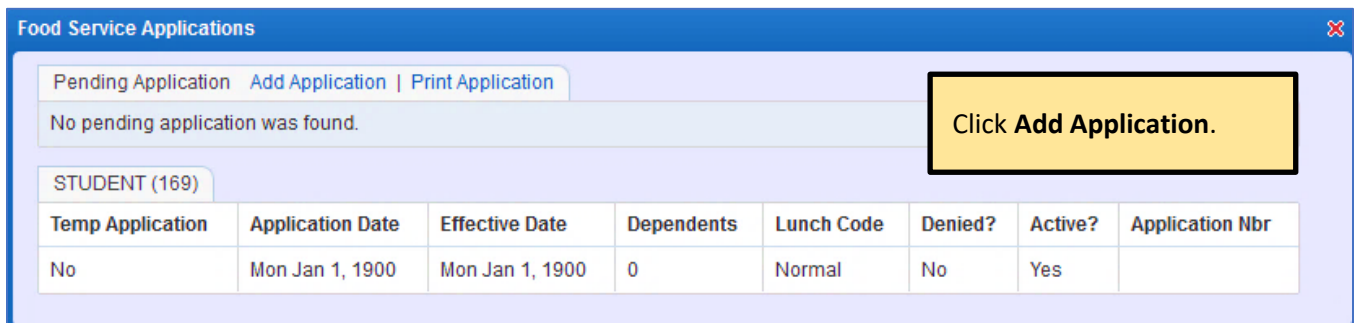 Food Service Applications
Pending Application Add Application | Print Application
No pending application was found.
Click Add Application.
STUDENT (169)
Temp Application Application Date Effective Date Dependents Lunch Code Denied? Active? Application Nbr
No Mon Jan 1, 1900 Mon Jan 1, 1900 0 Normal No Yes